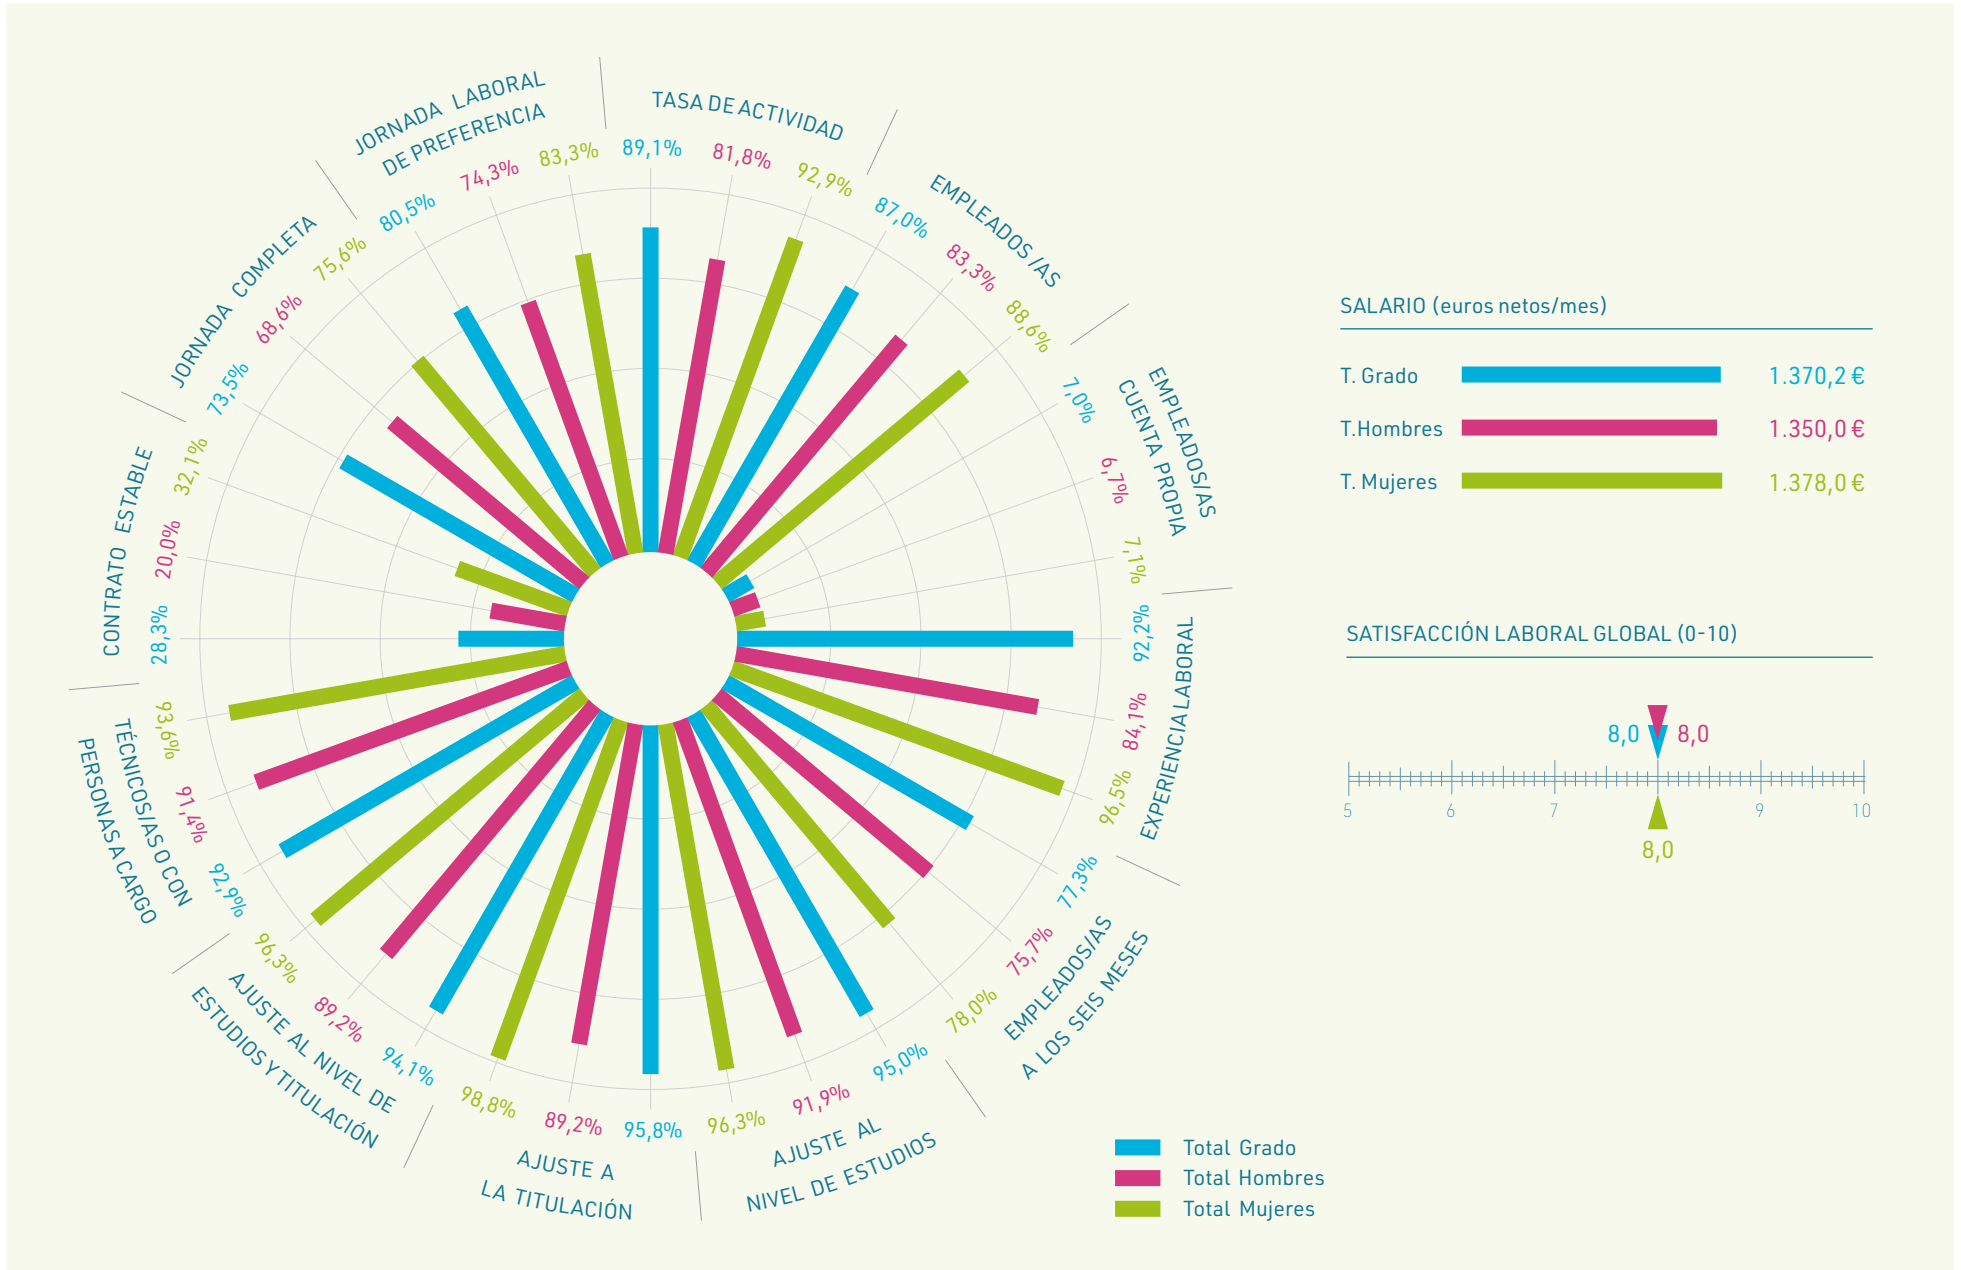 TASA DE ACTIVIDAD
89,1%
81,8%
92,9%
EMPLEADOS/AS
87,0%
83,3%
88,6%
EMPLEADOS/AS
CUENTA PROPIA
7,0%
6,7%
7,1%
EXPERIENCIA LABORAL
92,2%
84,1%
96,5%
EMPLEADOS/AS
A LOS SEIS MESES
77,3%
75,7%
78,0%
AJUSTE AL
NIVEL DE ESTUDIOS
95,0%
91,9%
96,3%
AJUSTE A
LA TITULACIÓN
95,8%
89,2%
98,8%
AJUSTE AL NIVEL DE
ESTUDIOS Y TITULACIÓN
94,1%
89,2%
96,3%
TÉCNICOS/AS O CON
PERSONAS A CARGO
92,9%
91,4%
93,6%
CONTRATO ESTABLE
28,3%
20,0%
32,1%
JORNADA COMPLETA
73,5%
68,6%
75,6%
JORNADA LABORAL
DE PREFERENCIA
80,5%
74,3%
83,3%
SALARIO (euros netos/mes)
T. Grado 1.370,2 €
T.Hombres 1.350,0 €
T. Mujeres 1.378,0 €
SATISFACCIÓN LABORAL GLOBAL (0-10)
8,0 8,0
5 6 7 9 10
8,0
Total Grado
Total Hombres
Total Mujeres